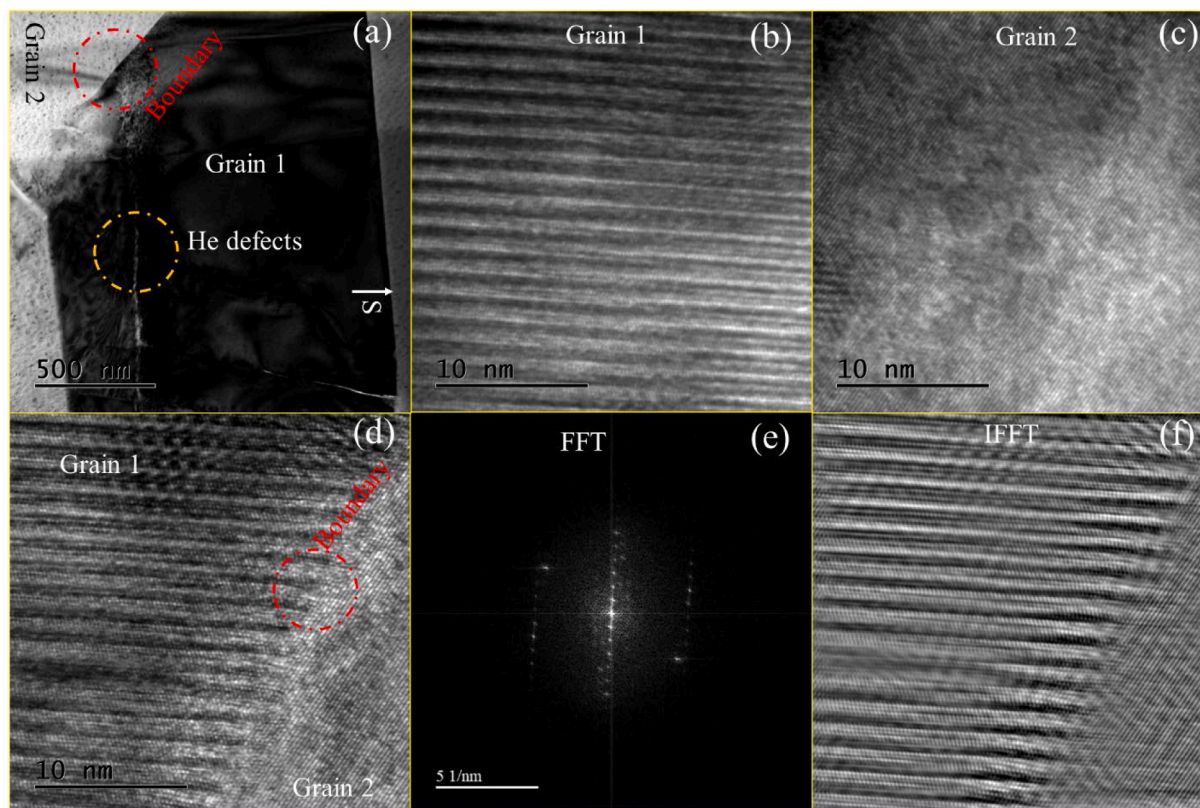 (a)
Grain 2
Boundary
Grain 1
He defects
S
500 nm
Grain 1
(b)
10 nm
Grain 2
(c)
10 nm
(d)
Grain 1
Boundary
10 nm
Grain 2
FFT
(e)
5 1/nm
IFFT
(f)